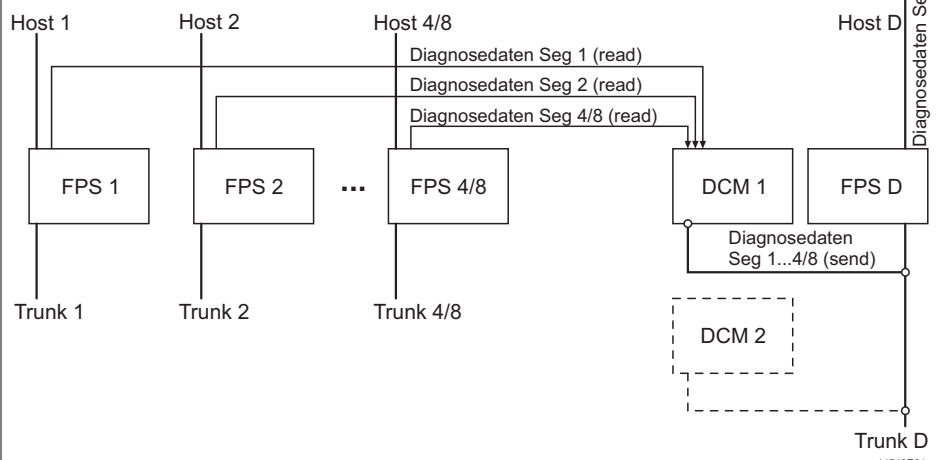 Host 1
Host 2
Host 4/8
Host D
Diagnosedaten Seg 1 (read)
Diagnosedaten Seg 2 (read)
Diagnosedaten Seg 4/8 (read)
Diagnosedaten
FPS 1
FPS 2
...
FPS 4/8
DCM 1
FPS D
Diagnosedaten
Seg 1...4/8 (send)
Trunk 1
Trunk 2
Trunk 4/8
DCM 2
Trunk D